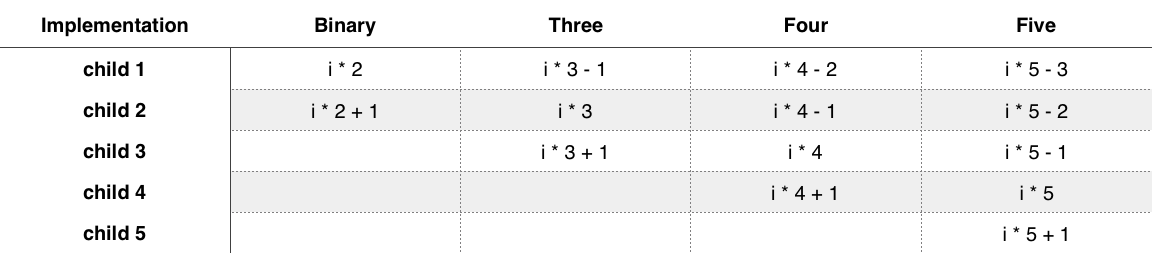 Implementation Binary Three Four Five
child 1 i * 2 i * 3 - 1 i * 4 - 2 i * 5 - 3
child 2 i * 2 + 1 i * 3 i * 4 - 1 i * 5 - 2
child 3 i * 3 + 1 i * 4 i * 5 - 1
child 4 i * 4 + 1 i * 5
child 5 i * 5 + 1